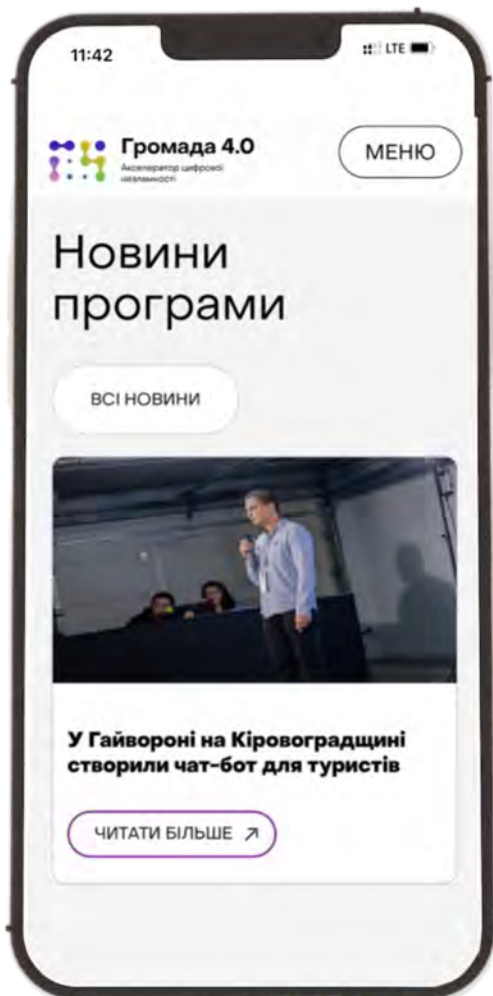 11:42
LTE
Громада 4.0
Акселератор цифрової
незламності
МЕНЮ
Новини
програми
ВСІ НОВИНИ
У Гайвороні на Кіровоградщині
створили чат-бот для туристів
ЧИТАТИ БІЛЬШЕ